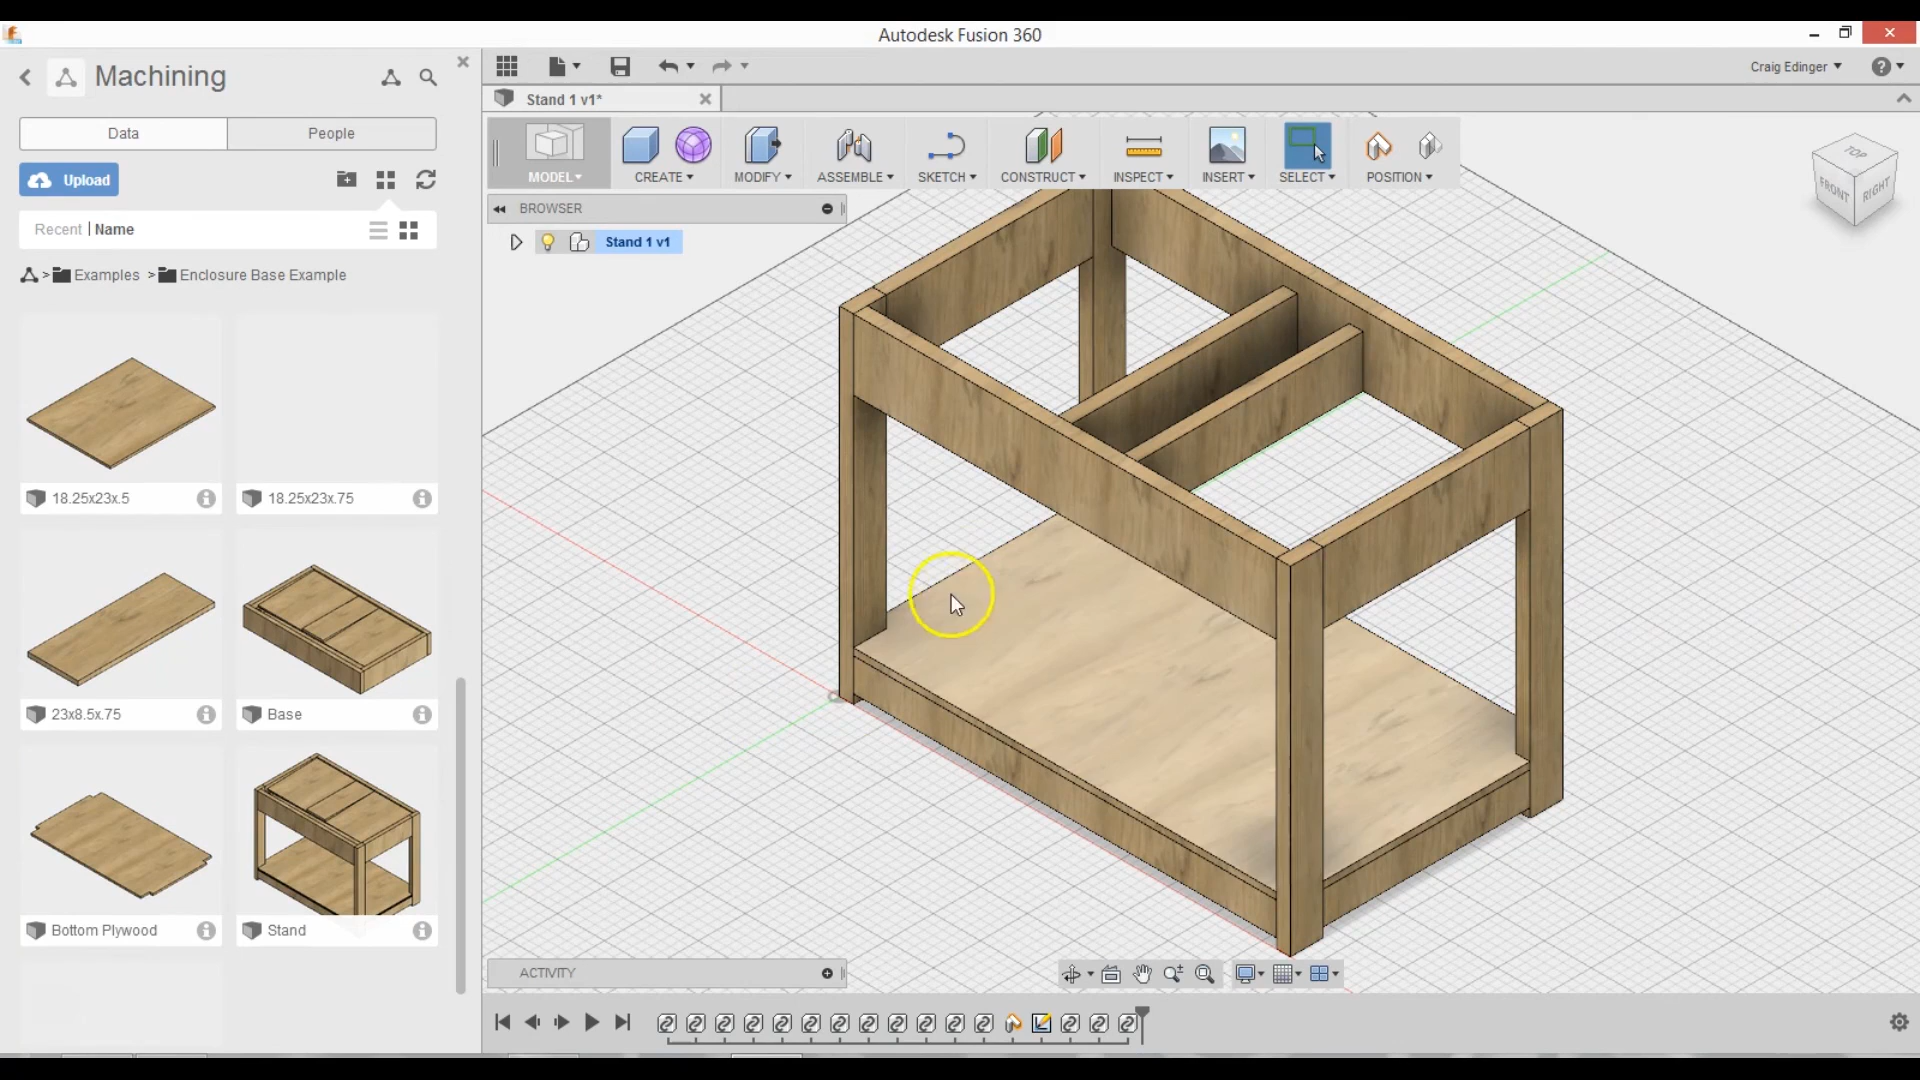 Autodesk Fusion 360
Machining
Data
People
Upload
Recent | Name
> Examples > Enclosure Base Example
18.25x23x.5
18.25x23x.75
23x8.5x.75
Base
Bottom Plywood
Stand
Craig Edinger
Stand 1 v1*
MODEL
CREATE
MODIFY
ASSEMBLE
SKETCH
CONSTRUCT
INSPECT
INSERT
SELECT
POSITION
BROWSER
Stand 1 v1
TOP
FRONT
RIGHT
ACTIVITY